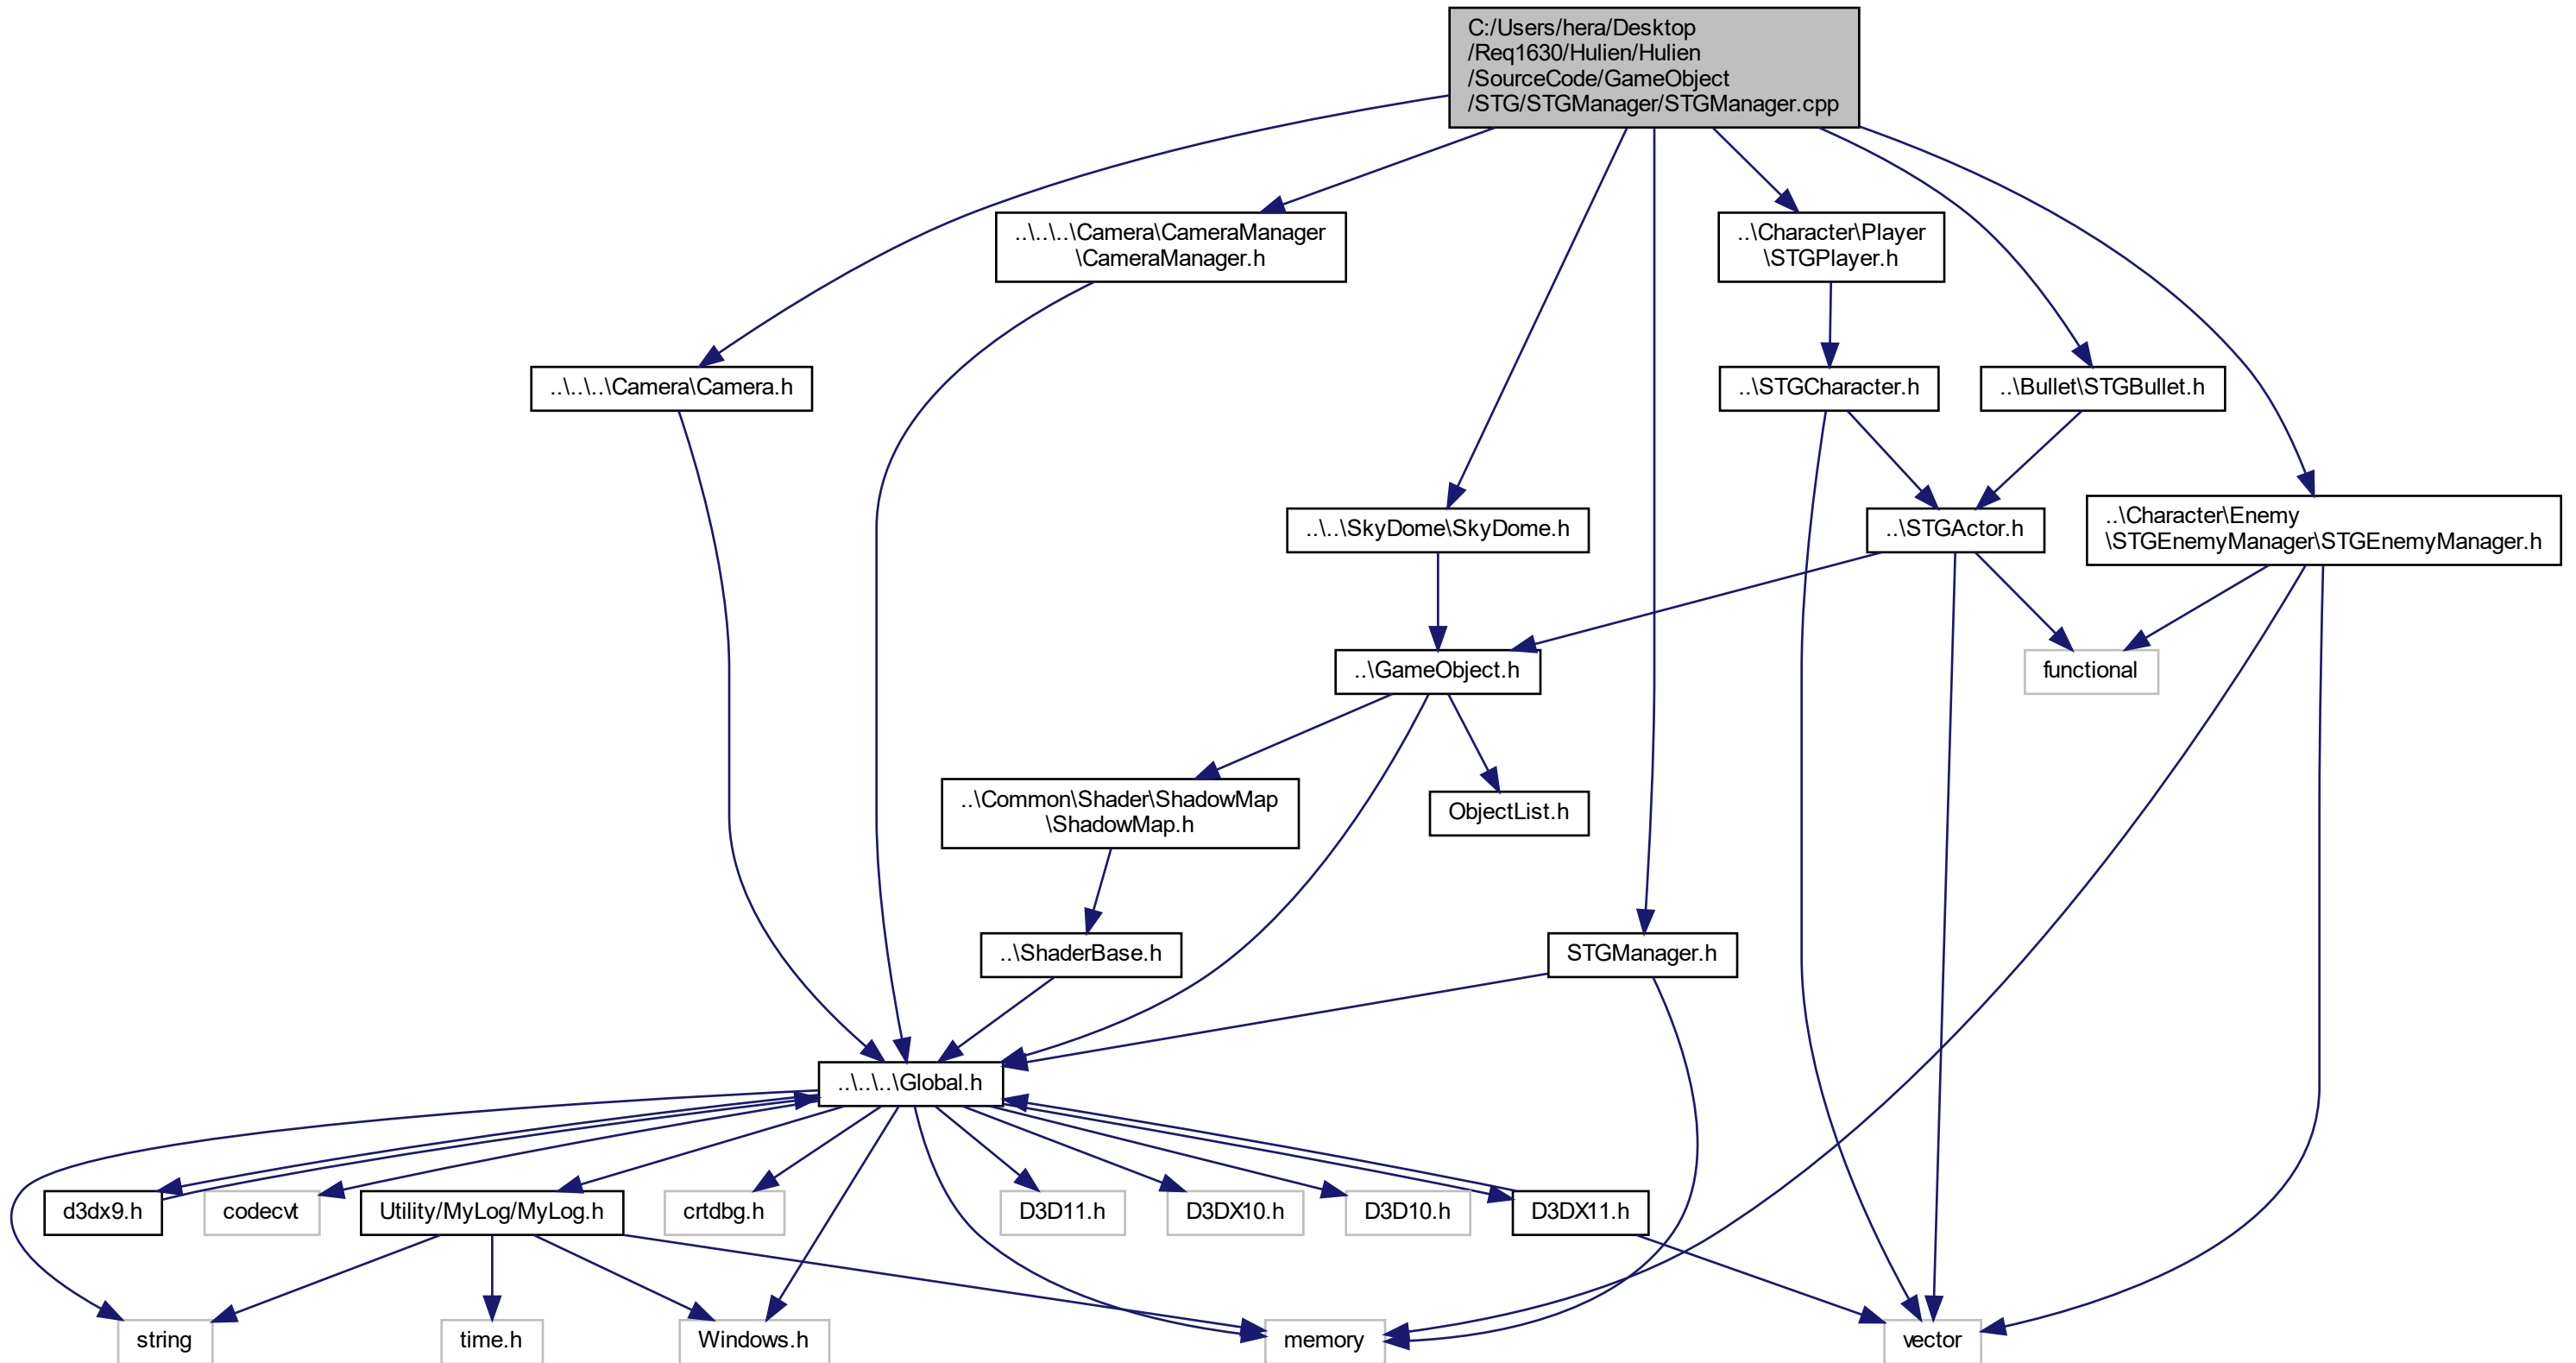 C:/Users/hera/Desktop
/Req1630/Hulien/Hulien
/SourceCode/GameObject
/STG/STGManager/STGManager.cpp
..\..\..\Camera\CameraManager
\CameraManager.h
..\Character\Player
\STGPlayer.h
..\..\..\Camera\Camera.h
..\STGCharacter.h
..\Bullet\STGBullet.h
..\..\SkyDome\SkyDome.h
..\STGActor.h
..\Character\Enemy
\STGEnemyManager\STGEnemyManager.h
..\GameObject.h
functional
..\Common\Shader\ShadowMap
\ShadowMap.h
ObjectList.h
..\ShaderBase.h
STGManager.h
..\..\..\Global.h
d3dx9.h
codecvt
Utility/MyLog/MyLog.h
crtdbg.h
D3D11.h
D3DX10.h
D3D10.h
D3DX11.h
string
time.h
Windows.h
memory
vector